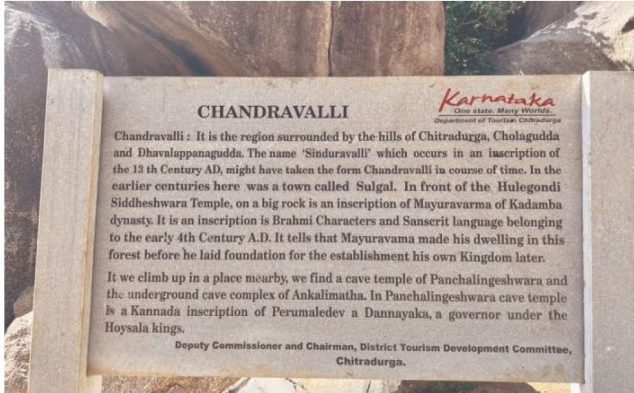 CHANDRAVALLI
Karnataka
One state. Many Worlds.
Department of Tourism Chitradurga
Chandravalli : It is the region surrounded by the hills of Chitradurga, Cholagudda
and Dhavalappanagudda. The name 'Sinduravalli' which occurs in an inscription of
the 13 th Century AD, might have taken the form Chandravalli in course of time. In the
earlier centuries here was a town called Sulgal. In front of the Hulegondi
Siddheshwara Temple, on a big rock is an inscription of Mayuravarma of Kadamba
dynasty. It is an inscription is Brahmi Characters and Sanscrit language belonging
to the early 4th Century A.D. It tells that Mayuravama made his dwelling in this
forest before he laid foundation for the establishment his own Kingdom later.
It we climb up in a place nearby, we find a cave temple of Panchalingeshwara and
the underground cave complex of Ankalimatha. In Panchalingeshwara cave temple
is a Kannada inscription of Perumaledev a Dannayaka, a governor under the
Hoysala kings.
Deputy Commissioner and Chairman, District Tourism Development Committee,
Chitradurga.